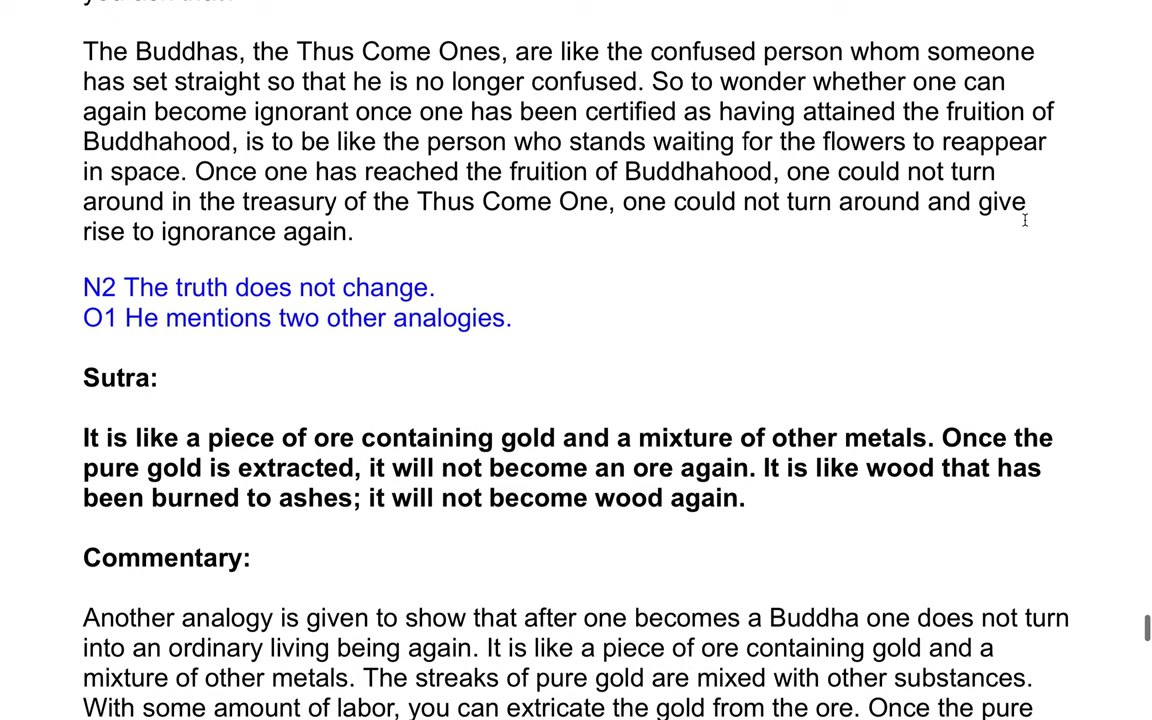 The Buddhas, the Thus Come Ones, are like the confused person whom someone
has set straight so that he is no longer confused. So to wonder whether one can
again become ignorant once one has been certified as having attained the fruition of
Buddhahood, is to be like the person who stands waiting for the flowers to reappear
in space. Once one has reached the fruition of Buddhahood, one could not turn
around in the treasury of the Thus Come One, one could not turn around and give
rise to ignorance again.
N2 The truth does not change.
O1 He mentions two other analogies.
Sutra:
It is like a piece of ore containing gold and a mixture of other metals. Once the
pure gold is extracted, it will not become an ore again. It is like wood that has
been burned to ashes; it will not become wood again.
Commentary:
Another analogy is given to show that after one becomes a Buddha one does not turn
into an ordinary living being again. It is like a piece of ore containing gold and a
mixture of other metals. The streaks of pure gold are mixed with other substances.
With some amount of labor, you can extricate the gold from the ore. Once the pure